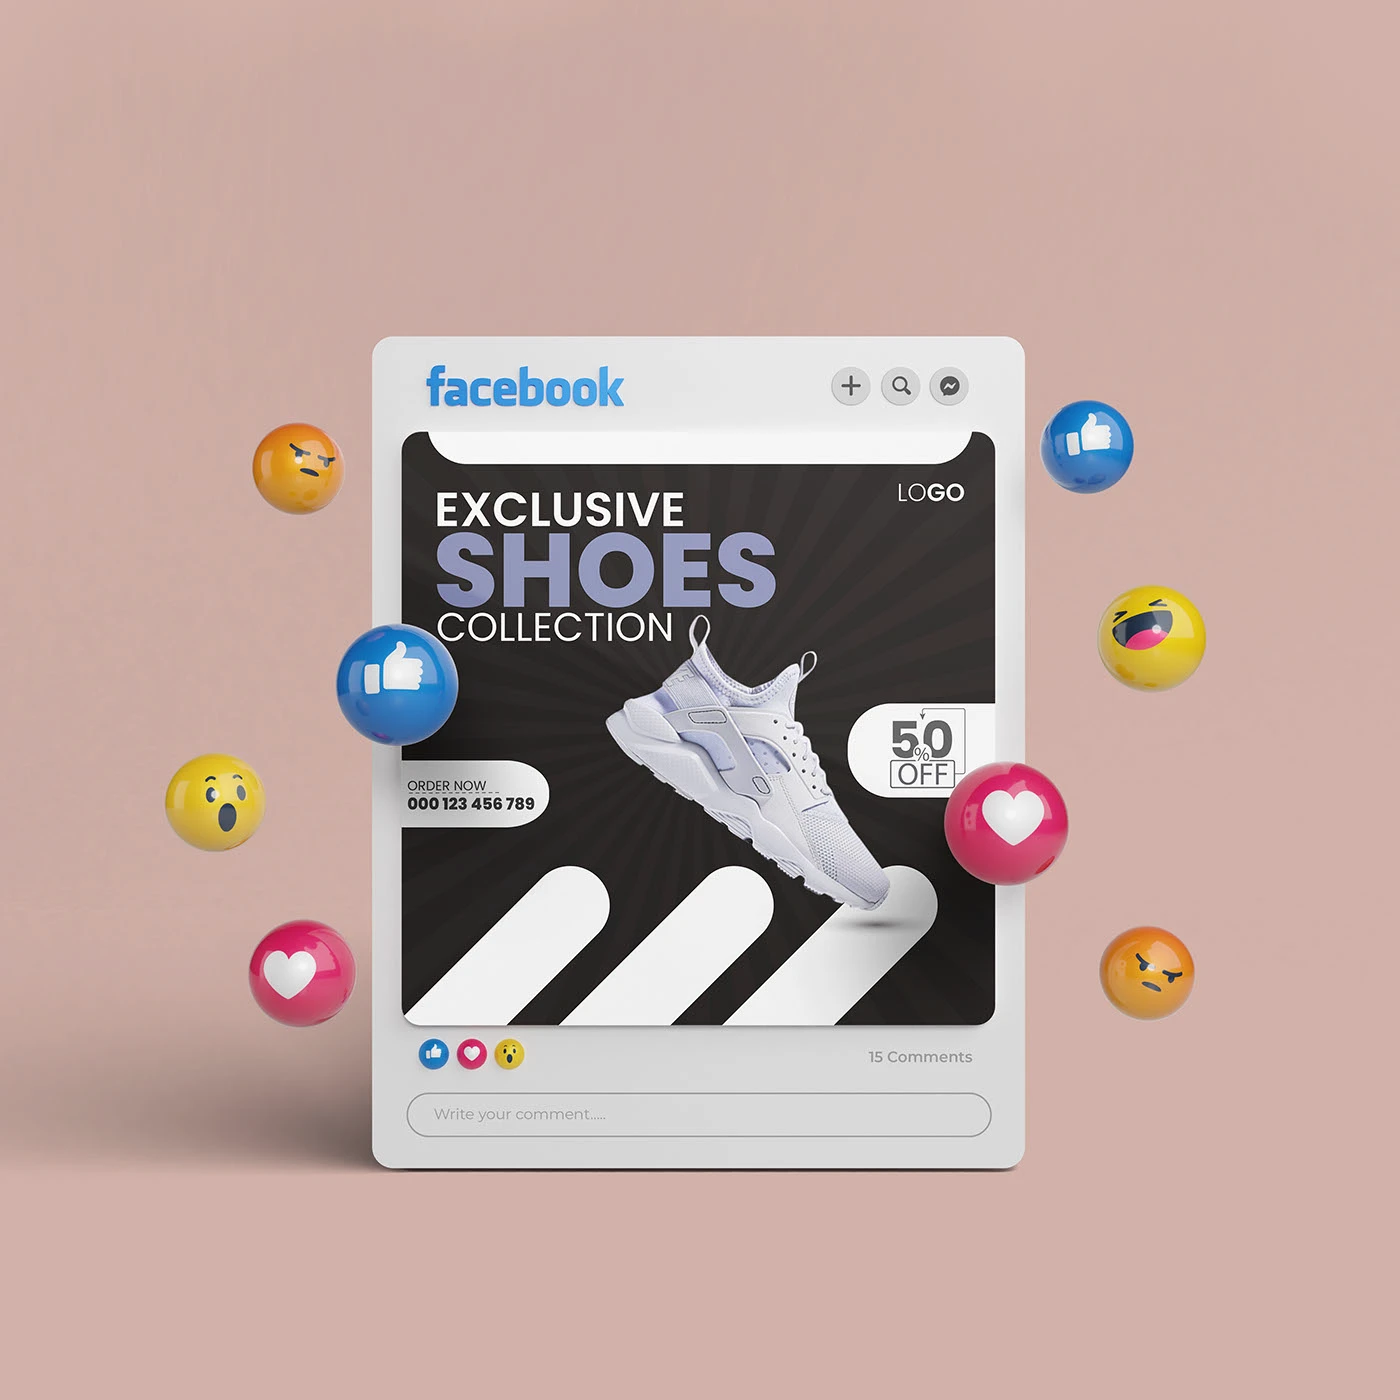 facebook
EXCLUSIVE
SHOES
COLLECTION
LOGO
50%
OFF
ORDER NOW
000 123 456 789
15 Comments
Write your comment.....